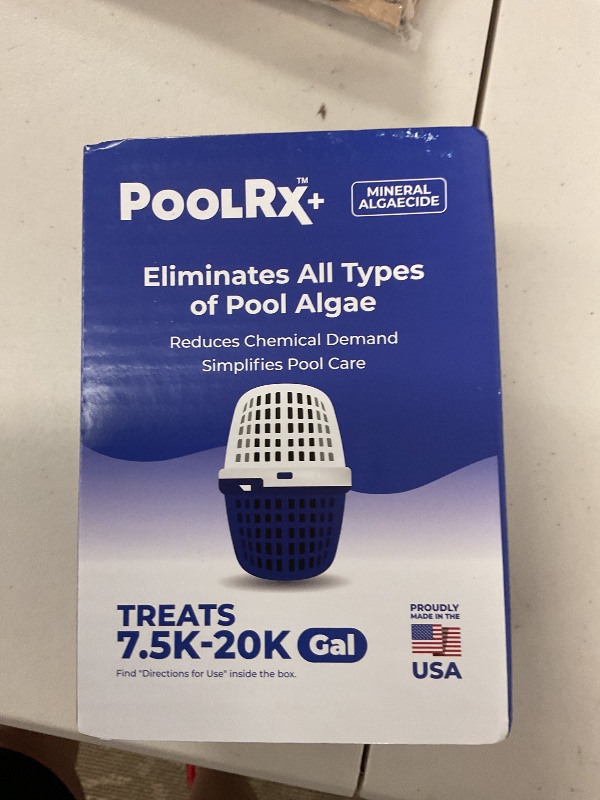 POOLRX™+
MINERAL
ALGAECIDE
Eliminates All Types
of Pool Algae
Reduces Chemical Demand
Simplifies Pool Care
TREATS
7.5K-20K Gal
Find "Directions for Use" inside the box.
PROUDLY
MADE IN THE
USA